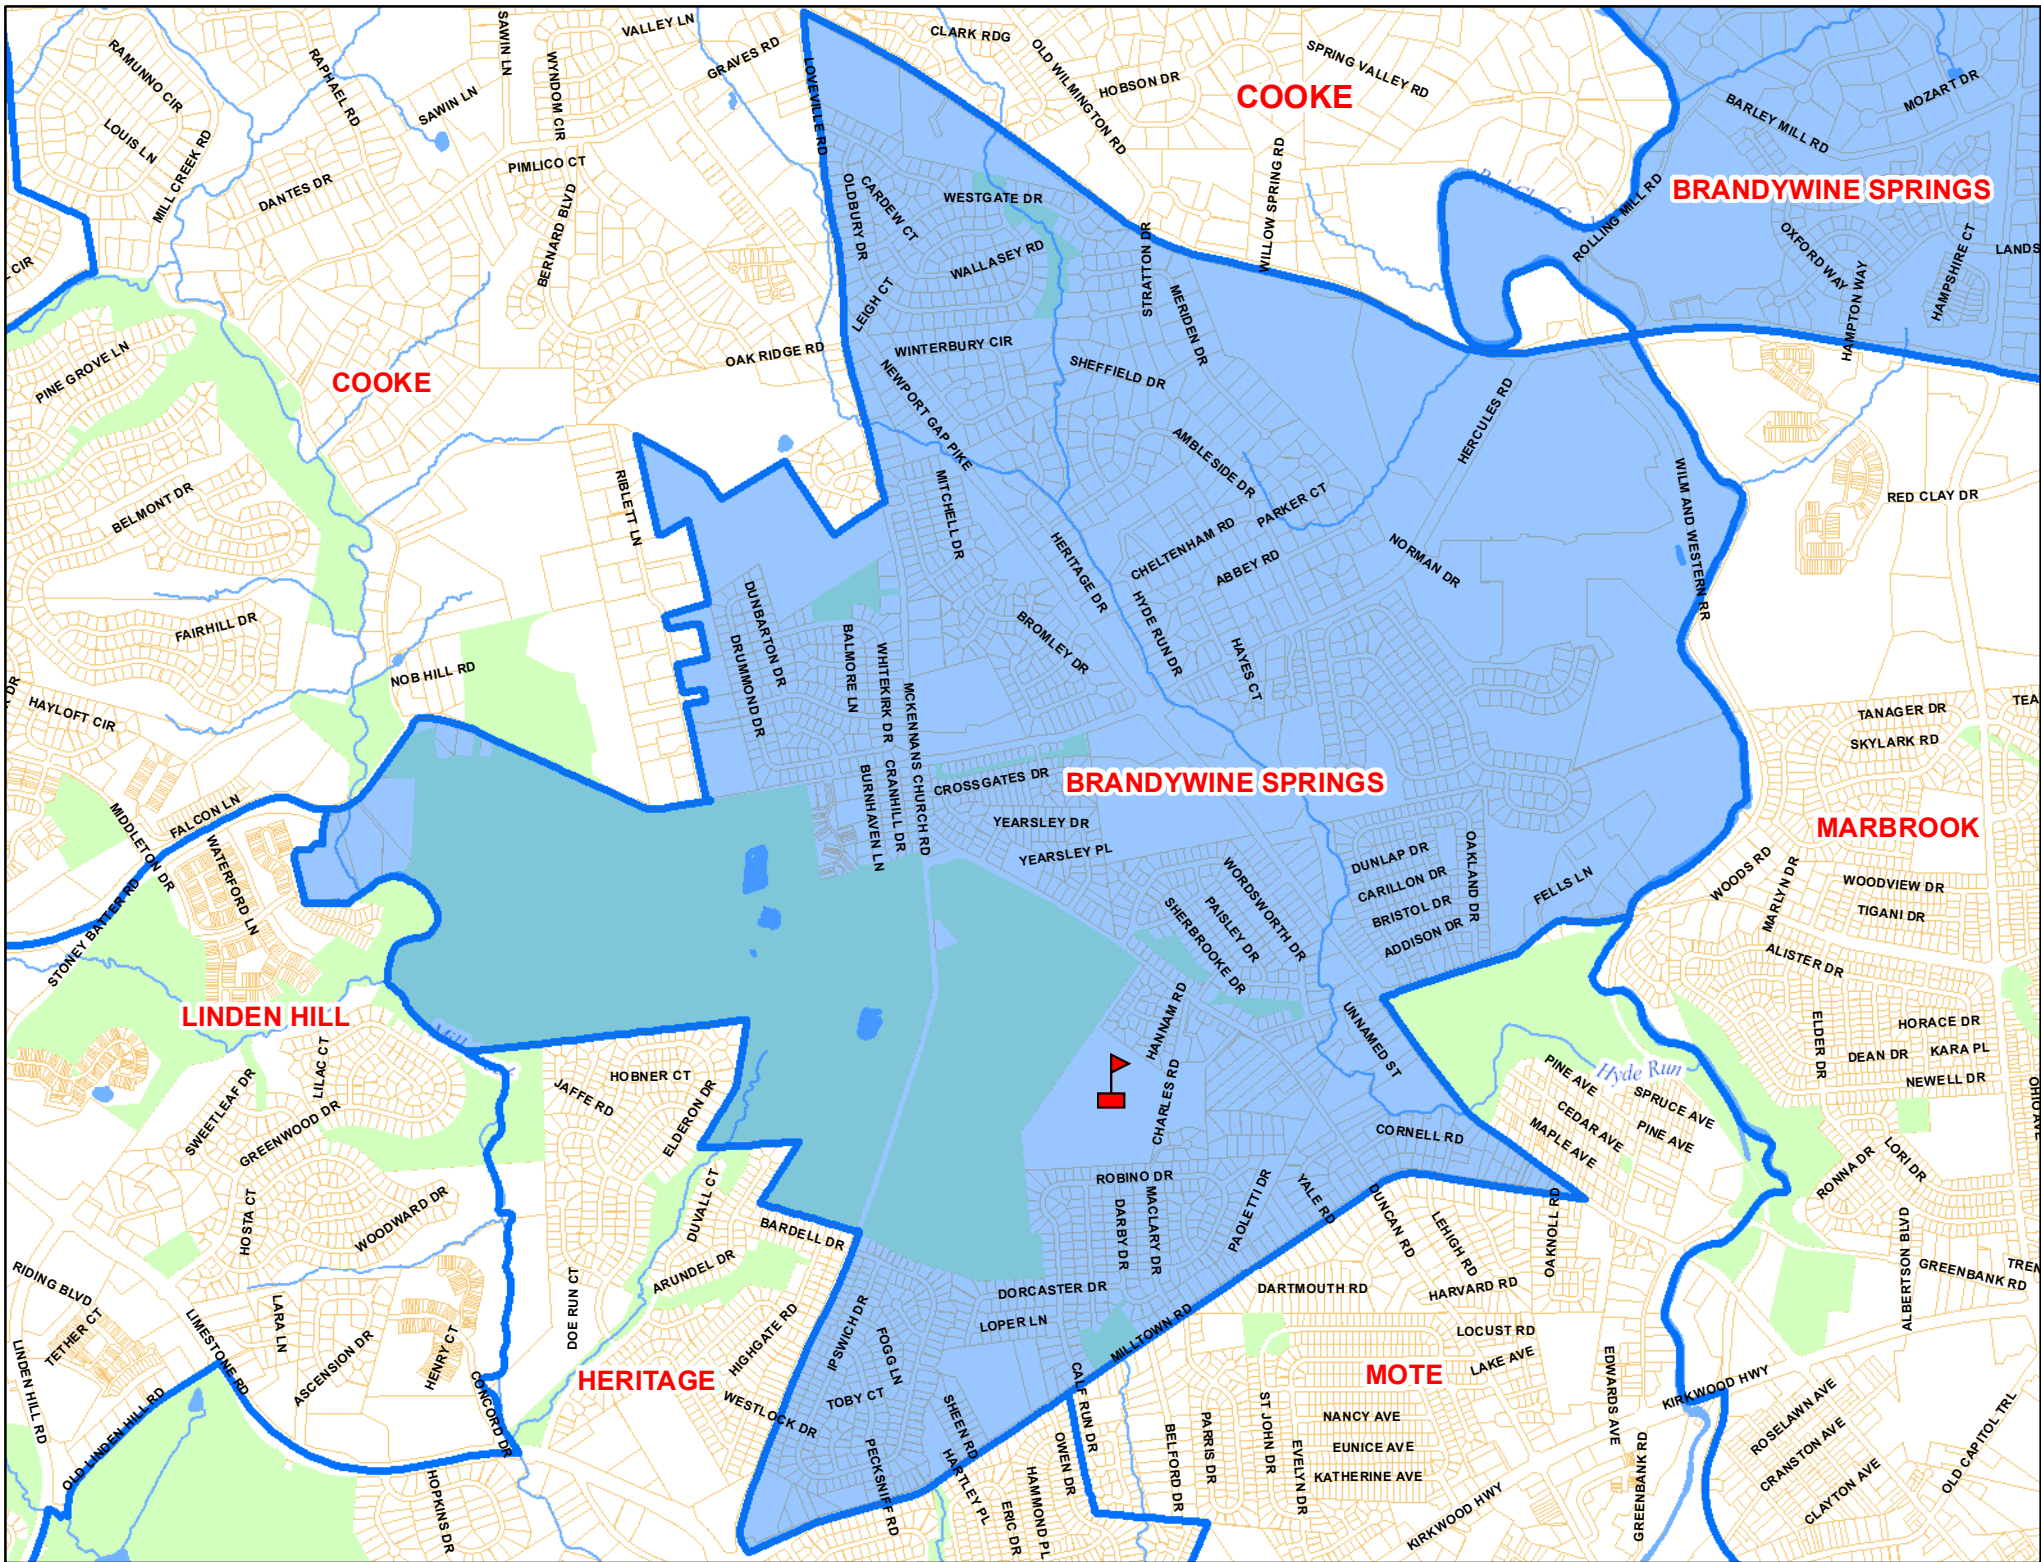 RAMUNNO CIR
LOUIS LN
MILL CREEK RD
RAPHAEL RD
DANTES DR
SAWIN LN
SAWIN LN
WYNDOM CIR
VALLEY LN
GRAVES RD
PIMLICO CT
BERNARD BLVD
LOVEVILLE RD
CLARK RDG
OLD WILMINGTON RD
HOBSON DR
SPRING VALLEY RD
COOKE
WILLOW SPRING RD
BARLEY MILL RD
MOZART DR
BRANDYWINE SPRINGS
ROLLING MILL RD
OXFORD WAY
HAMPTON WAY
HAMPSHIRE CT
LANDS
CIR
OLDBURY DR
CARDEW CT
WESTGATE DR
WALLASEY RD
STRATTON DR
MERIDEN DR
LEIGH CT
WINTERBURY CIR
SHEFFIELD DR
OAK RIDGE RD
NEWPORT GAP PIKE
PINE GROVE LN
COOKE
BELMONT DR
RIBLETT LN
MITCHELL DR
AMBLESIDE DR
PARKER CT
CHELTENHAM RD
ABBEY RD
HERCULES RD
NORMAN DR
WILM AND WESTERN RR
RED CLAY DR
HERITAGE DR
HYDE RUN DR
HAYES CT
BROMLEY DR
FAIRHILL DR
NOB HILL RD
HAYLOFT CIR
DR
DUNBARTON DR
DRUMMOND DR
BALMORE LN
WHITEKIRK DR
MCKENNANS CHURCH RD
BURNHAVEN LN
CRANHILL DR
CROSSGATES DR
YEARSLEY DR
YEARSLEY PL
BRANDYWINE SPRINGS
TANAGER DR
TEA
SKYLARK RD
MARBROOK
MIDDLETON DR
FALCON LN
WATERFORD LN
STONEY BATTER RD
LINDEN HILL
WORDSWORTH DR
PAISLEY DR
SHERBROOKE DR
DUNLAP DR
CARILLON DR
BRISTOL DR
ADDISON DR
OAKLAND DR
FELLS LN
WOODS RD
MARLYN DR
WOODVIEW DR
TIGANI DR
ALISTER DR
ELDER DR
HORACE DR
DEAN DR
KARA PL
NEWELL DR
OHIO AVE
HANNAM RD
CHARLES RD
UNNAMED ST
Hyde Run
PINE AVE
SPRUCE AVE
CEDAR AVE
PINE AVE
MAPLE AVE
CORNELL RD
LILAC CT
SWEETLEAF DR
GREENWOOD DR
HOBNER CT
JAFFE RD
ELDERON DR
HOSTA CT
WOODWARD DR
DUVALL CT
ARUNDEL DR
BARDELL DR
DOE RUN CT
HIGHGATE RD
ROBINO DR
DARBY DR
MACLARY DR
PAOLETTI DR
YALE RD
DUNCAN RD
LEHIGH RD
OAKNOLL RD
RONNA DR
LORI DR
ALBERTSON BLVD
GREENBANK RD
TREN
RIDING BLVD
TETHER CT
LINDEN HILL RD
OLD LINDEN HILL RD
LIMESTONE RD
LARA LN
ASCENSION DR
HENRY CT
CONCORD DR
HOPKINS DR
HERITAGE
WESTLOCK DR
IPSWICH DR
FOGG LN
TOBY CT
PECKSNIFF RD
SHEEN RD
HARTLEY PL
DORCASTER DR
LOPER LN
MILLTOWN RD
CALF RUN DR
OWEN DR
HAMMOND PL
ERIC DR
DARTMOUTH RD
HARVARD RD
LOCUST RD
LAKE AVE
MOTE
NANCY AVE
EUNICE AVE
KATHERINE AVE
BELFORD DR
PARRIS DR
ST JOHN DR
EVELYN DR
KIRKWOOD HWY
EDWARDS AVE
GREENBANK RD
KIRKWOOD HWY
ROSELAWN AVE
CRANSTON AVE
CLAYTON AVE
OLD CAPITOL TRL